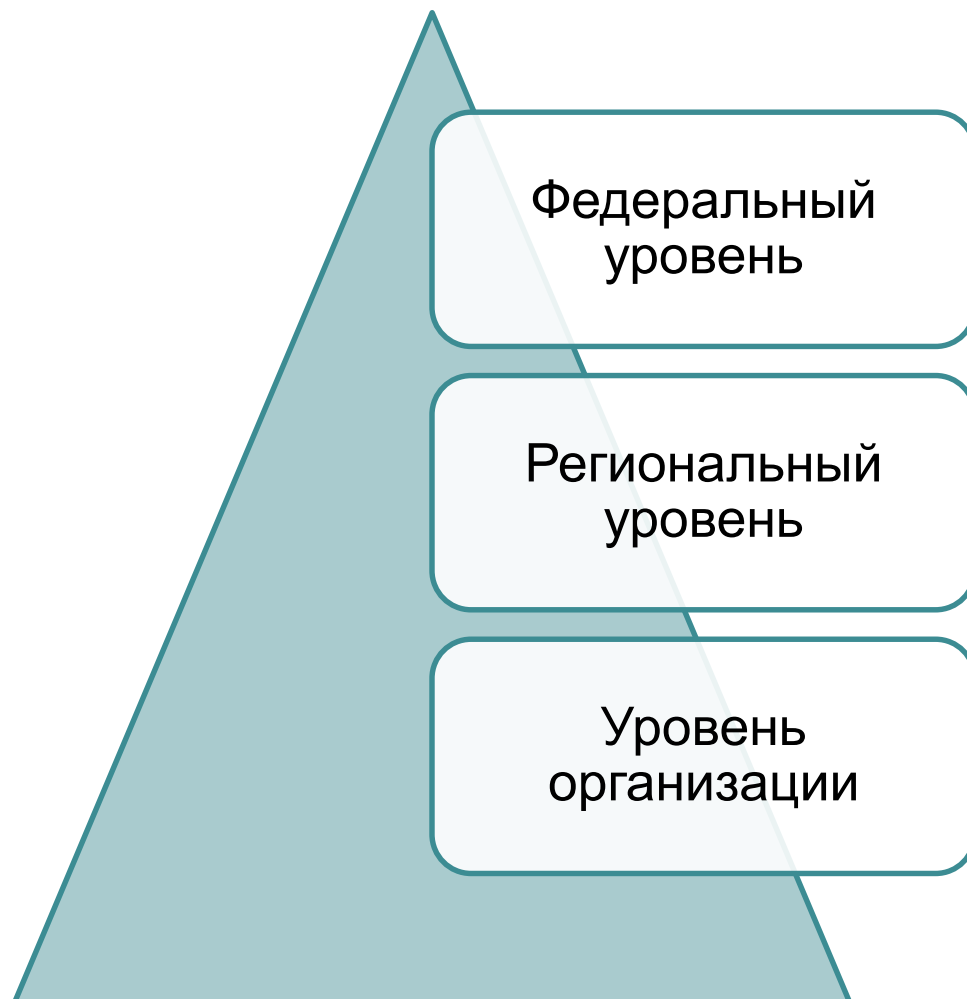 Федеральный
уровень
Региональный
уровень
Уровень
организации